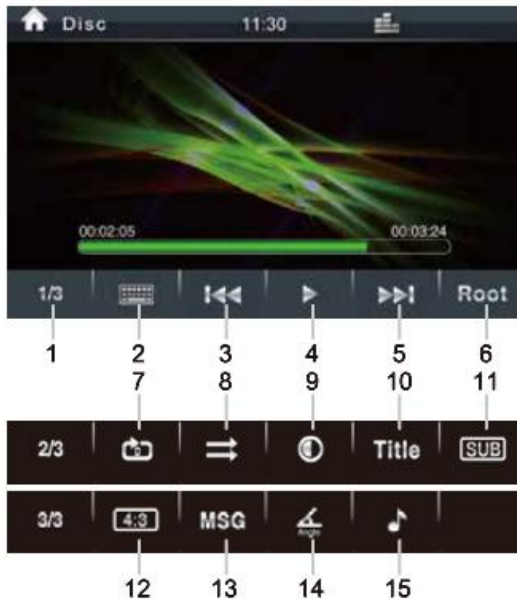 Disc 11:30
00:02:05 00:03:24
1/3 Root
1 2 3 4 5 6
7 8 9 10 11
2/3 Title SUB
3/3 4:3 MSG Angle
12 13 14 15